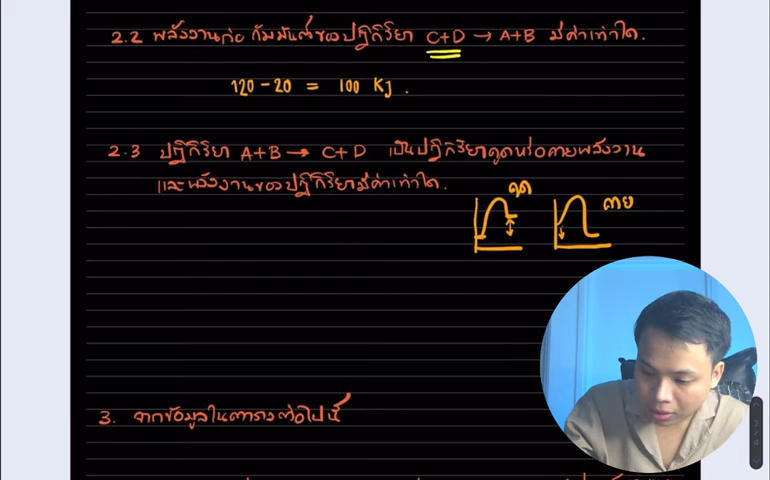 2.2 พลังงานก่อ กัมมันต์ของปฏิกิริยา C+D → A+B มีค่าเท่าใด.
120 - 20 = 100 KJ .
2.3 ปฏิกิริยา A+B → C+D เป็นปฏิกิริยาดูดหรือคายพลังงาน
และพลังงานของปฏิกิริยามีค่าเท่าใด.
ดูด
คาย
3. จากข้อมูลในตารางต่อไปนี้